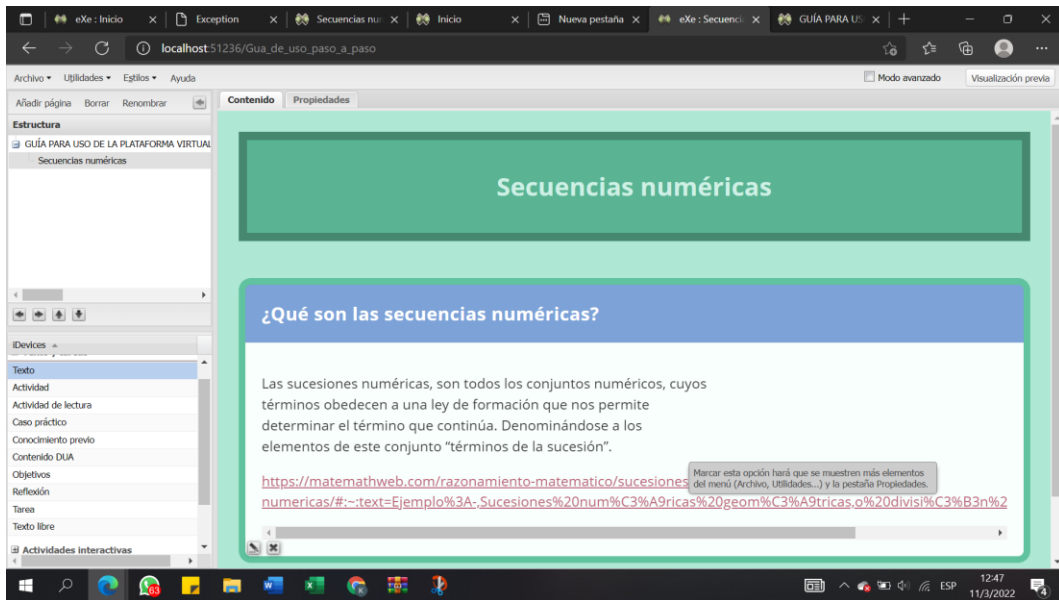 eXe : Inicio
Exception
Secuencias nu
Inicio
Nueva pestaña
eXe : Secuenci
GUÍA PARA US
localhost:51236/Gua_de_uso_paso_a_paso
Archivo Utilidades Estilos Ayuda
Modo avanzado
Visualización previa
Añadir página Borrar Renombrar
Contenido Propiedades
Estructura
GUÍA PARA USO DE LA PLATAFORMA VIRTUAL
Secuencias numéricas
Secuencias numéricas
iDevices
Texto
Actividad
Actividad de lectura
Caso práctico
Conocimiento previo
Contenido DUA
Objetivos
Reflexión
Tarea
Texto libre
Actividades interactivas
¿Qué son las secuencias numéricas?
Las sucesiones numéricas, son todos los conjuntos numéricos, cuyos
términos obedecen a una ley de formación que nos permite
determinar el término que continúa. Denominándose a los
elementos de este conjunto “términos de la sucesión”.
https://matemathweb.com/razonamiento-matematico/sucesiones
numericas/#:~:text=Ejemplo%3A-,Sucesiones%20num%C3%A9ricas%20geom%C3%A9tricas,o%20divisi%C3%B3n%2
Marcar esta opción hará que se muestren más elementos
del menú (Archivo, Utilidades...) y la pestaña Propiedades.
63
ESP
12:47
11/3/2022
4